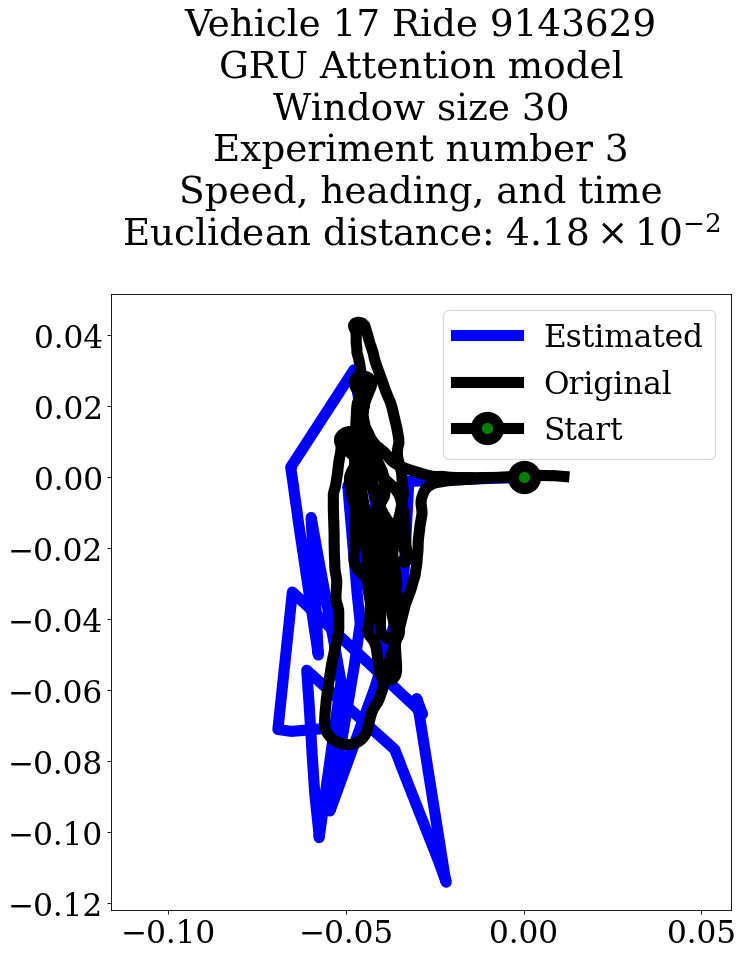 Vehicle 17 Ride 9143629
GRU Attention model
Window size 30
Experiment number 3
Speed, heading, and time
Euclidean distance: 4.18 × 10⁻²
Estimated
Original
Start
0.04
0.02
0.00
−0.02
−0.04
−0.06
−0.08
−0.10
−0.12
−0.10 −0.05 0.00 0.05